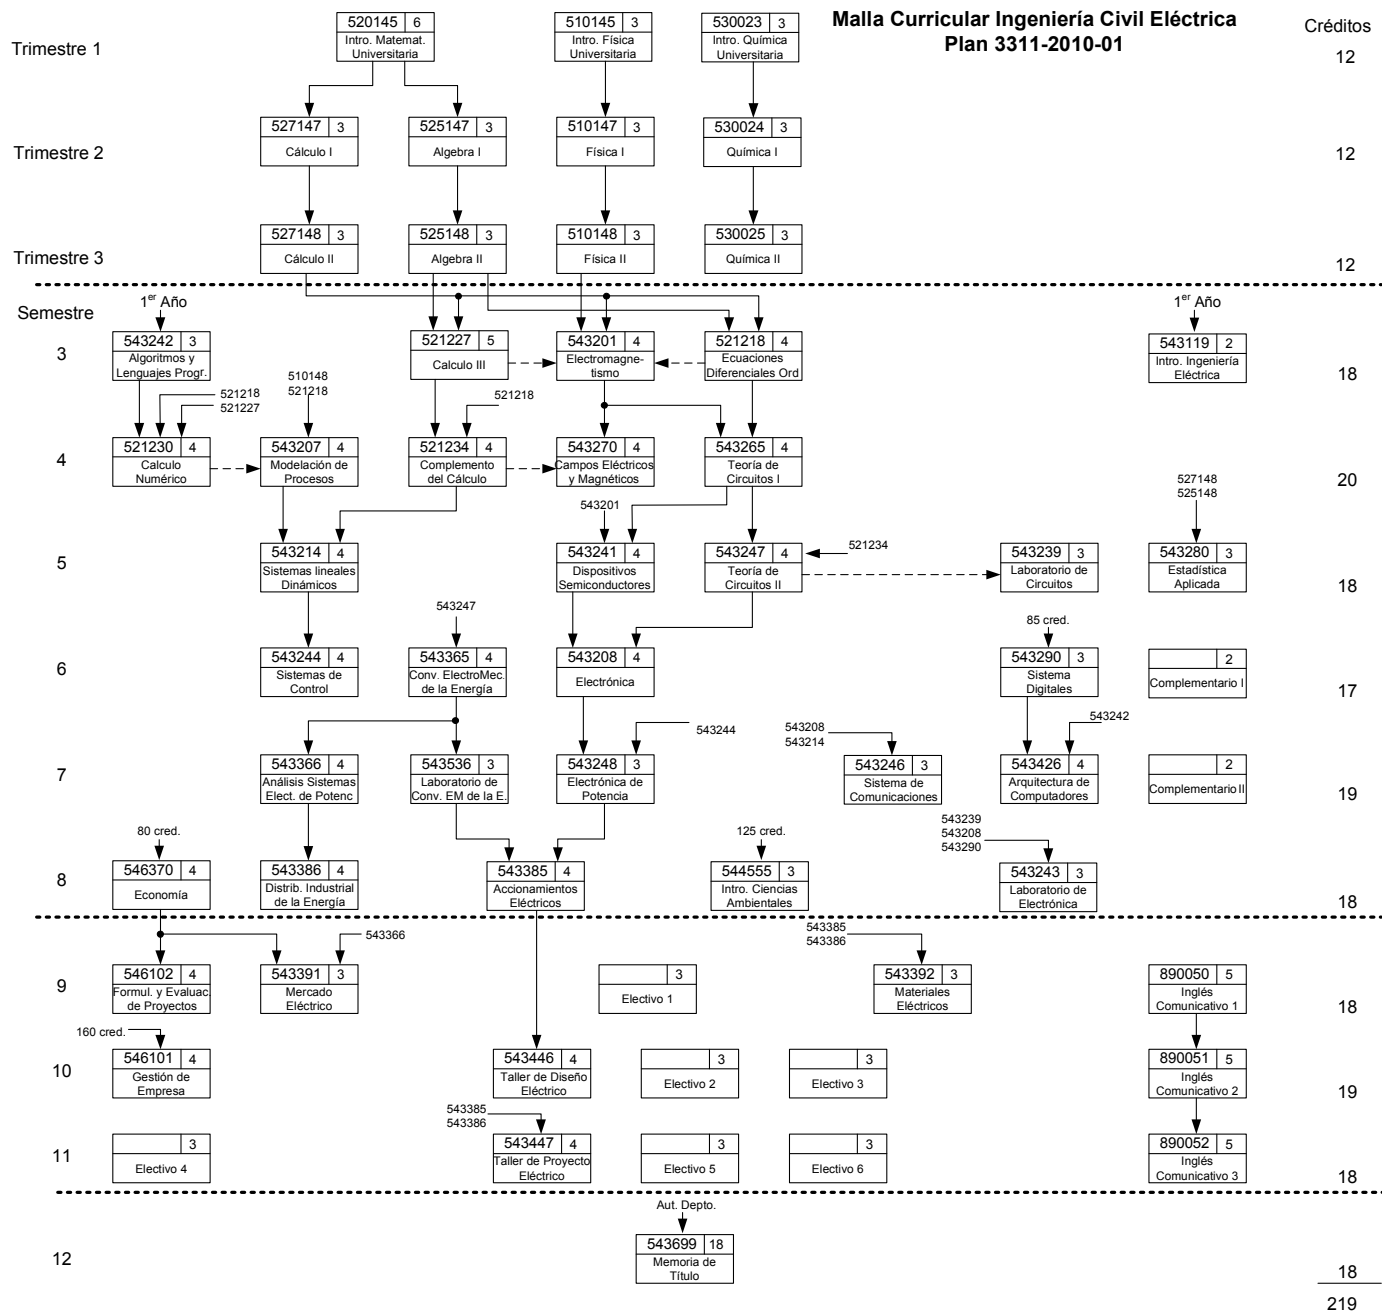 Malla Curricular Ingeniería Civil Eléctrica
Plan 3311-2010-01
Créditos
Trimestre 1
520145 6
Intro. Matemat.
Universitaria
510145 3
Intro. Física
Universitaria
530023 3
Intro. Química
Universitaria
12
Trimestre 2
527147 3
Cálculo I
525147 3
Algebra I
510147 3
Física I
530024 3
Química I
12
Trimestre 3
527148 3
Cálculo II
525148 3
Algebra II
510148 3
Física II
530025 3
Química II
12
Semestre
3
1er Año
543242 3
Algoritmos y
Lenguajes Progr.
521227 5
Calculo III
543201 4
Electromagne-
tismo
521218 4
Ecuaciones
Diferenciales Ord
1er Año
543119 2
Intro. Ingeniería
Eléctrica
18
4
521218
521227
521230 4
Calculo
Numérico
510148
521218
543207 4
Modelación de
Procesos
521218
521234 4
Complemento
del Cálculo
543270 4
Campos Eléctricos
y Magnéticos
543265 4
Teoría de
Circuitos I
20
5
543214 4
Sistemas lineales
Dinámicos
543201
543241 4
Dispositivos
Semiconductores
543247 4
Teoría de
Circuitos II
521234
543239 3
Laboratorio de
Circuitos
527148
525148
543280 3
Estadística
Aplicada
18
6
543244 4
Sistemas de
Control
543247
543365 4
Conv. ElectroMec.
de la Energía
543208 4
Electrónica
85 cred.
543290 3
Sistema
Digitales
2
Complementario I
17
7
543366 4
Análisis Sistemas
Elect. de Potenc
543536 3
Laboratorio de
Conv. EM de la E.
543244
543248 3
Electrónica de
Potencia
543208
543214
543246 3
Sistema de
Comunicaciones
543242
543426 4
Arquitectura de
Computadores
2
Complementario II
19
8
80 cred.
546370 4
Economía
543386 4
Distrib. Industrial
de la Energía
543385 4
Accionamientos
Eléctricos
125 cred.
544555 3
Intro. Ciencias
Ambientales
543239
543208
543290
543243 3
Laboratorio de
Electrónica
18
9
546102 4
Formul. y Evaluac.
de Proyectos
543366
543391 3
Mercado
Eléctrico
3
Electivo 1
543385
543386
543392 3
Materiales
Eléctricos
890050 5
Inglés
Comunicativo 1
18
10
160 cred.
546101 4
Gestión de
Empresa
543446 4
Taller de Diseño
Eléctrico
3
Electivo 2
3
Electivo 3
890051 5
Inglés
Comunicativo 2
19
11
3
Electivo 4
543385
543386
543447 4
Taller de Proyecto
Eléctrico
3
Electivo 5
3
Electivo 6
890052 5
Inglés
Comunicativo 3
18
12
Aut. Depto.
543699 18
Memoria de
Título
18
219